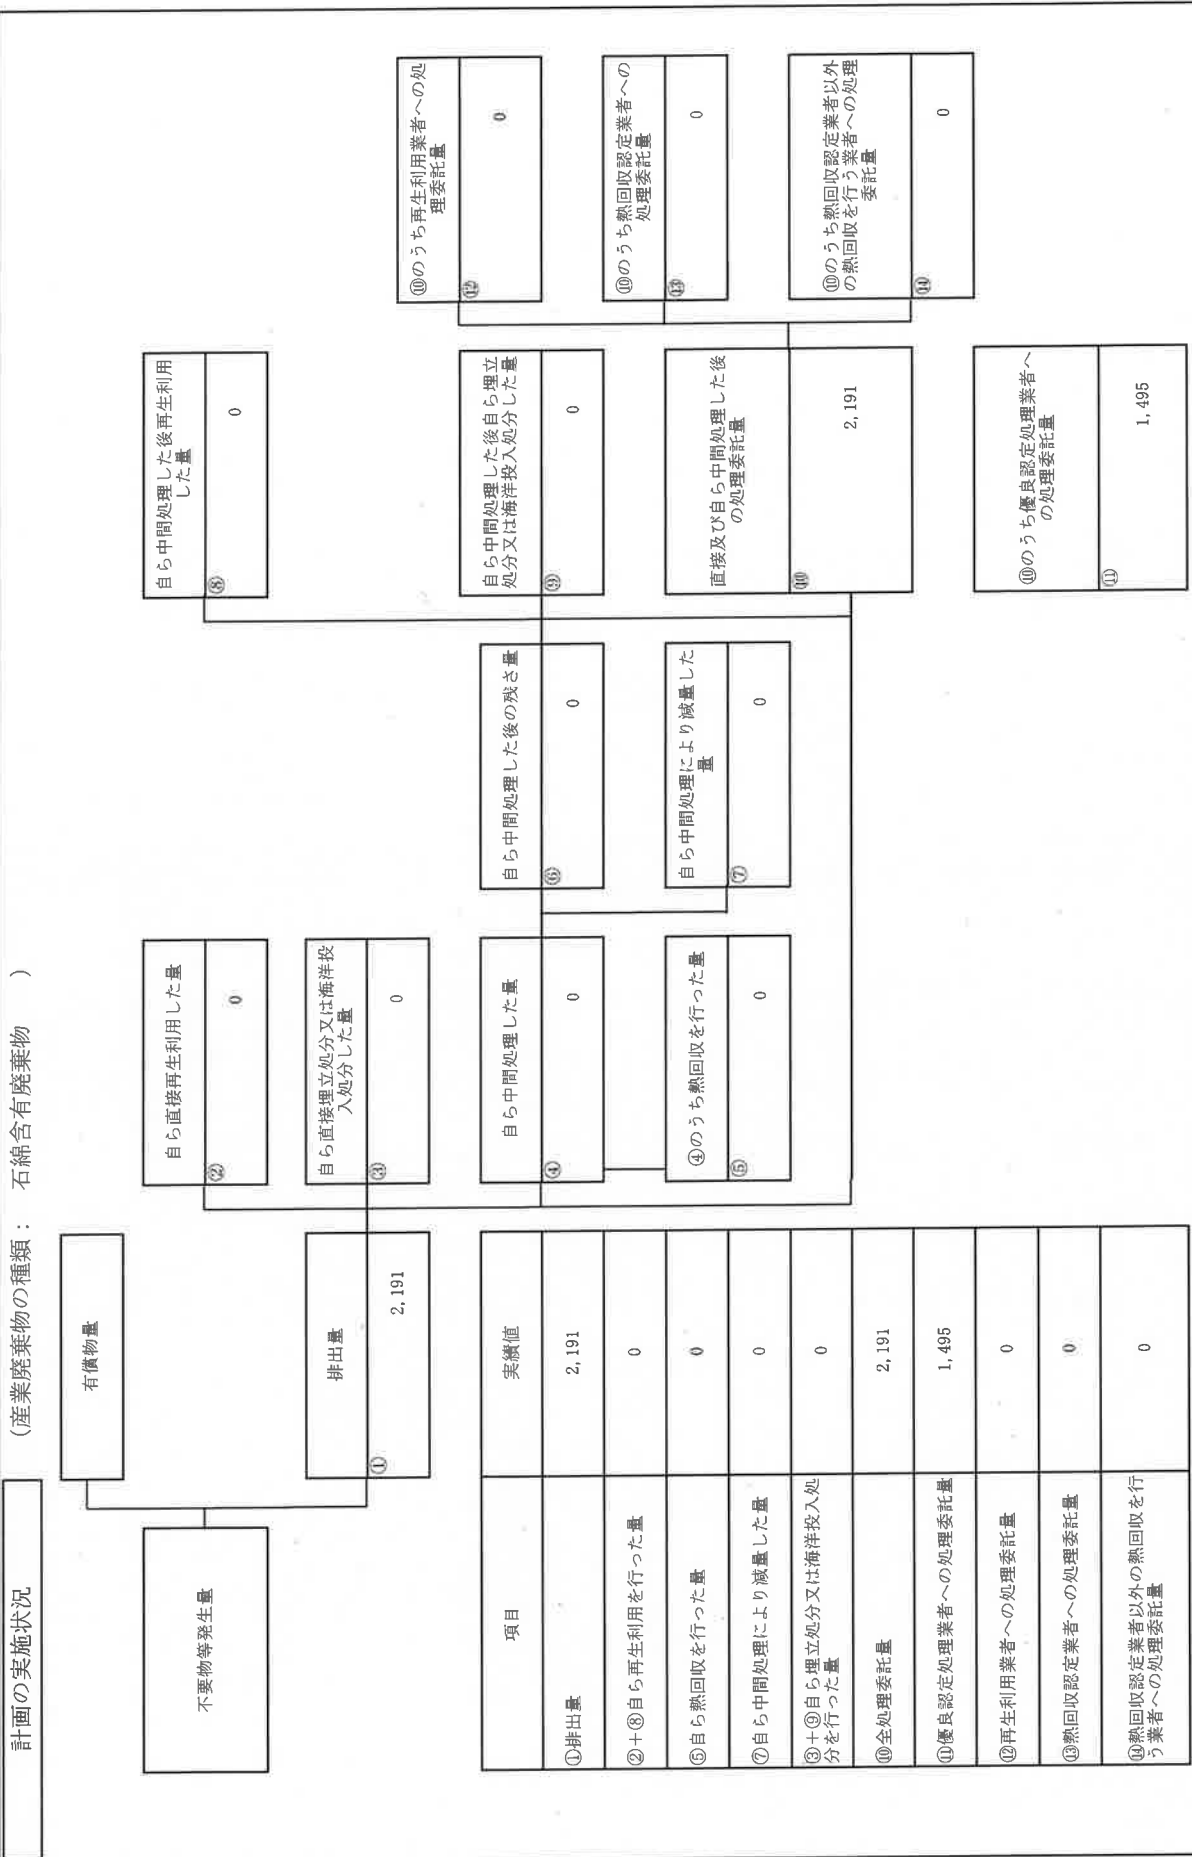 計画の実施状況
（産業廃棄物の種類： 石綿含有廃棄物 ）
不要物等発生量
有償物量
排出量
① 2,191
自ら直接再生利用した量
② 0
自ら直接埋立処分又は海洋投
入処分した量
③ 0
自ら中間処理した量
④ 0
④のうち熱回収を行った量
⑤ 0
自ら中間処理した後の残さ量
⑥ 0
自ら中間処理により減量した
量
⑦ 0
自ら中間処理した後再生利用
した量
⑧ 0
自ら中間処理した後自ら埋立
処分又は海洋投入処分した量
⑨ 0
直接及び自ら中間処理した後
の処理委託量
⑩ 2,191
⑩のうち優良認定処理業者へ
の処理委託量
⑪ 1,495
⑩のうち再生利用業者への処
理委託量
⑫ 0
⑩のうち熱回収認定業者への
処理委託量
⑬ 0
⑩のうち熱回収認定業者以外
の熱回収を行う業者への処理
委託量
⑭ 0
項目 実績値
①排出量 2,191
②＋⑧自ら再生利用を行った量 0
⑤自ら熱回収を行った量 0
⑦自ら中間処理により減量した量 0
③＋⑨自ら埋立処分又は海洋投入処
分を行った量 0
⑩全処理委託量 2,191
⑪優良認定処理業者への処理委託量 1,495
⑫再生利用業者への処理委託量 0
⑬熱回収認定業者への処理委託量 0
⑭熱回収認定業者以外の熱回収を行
う業者への処理委託量 0